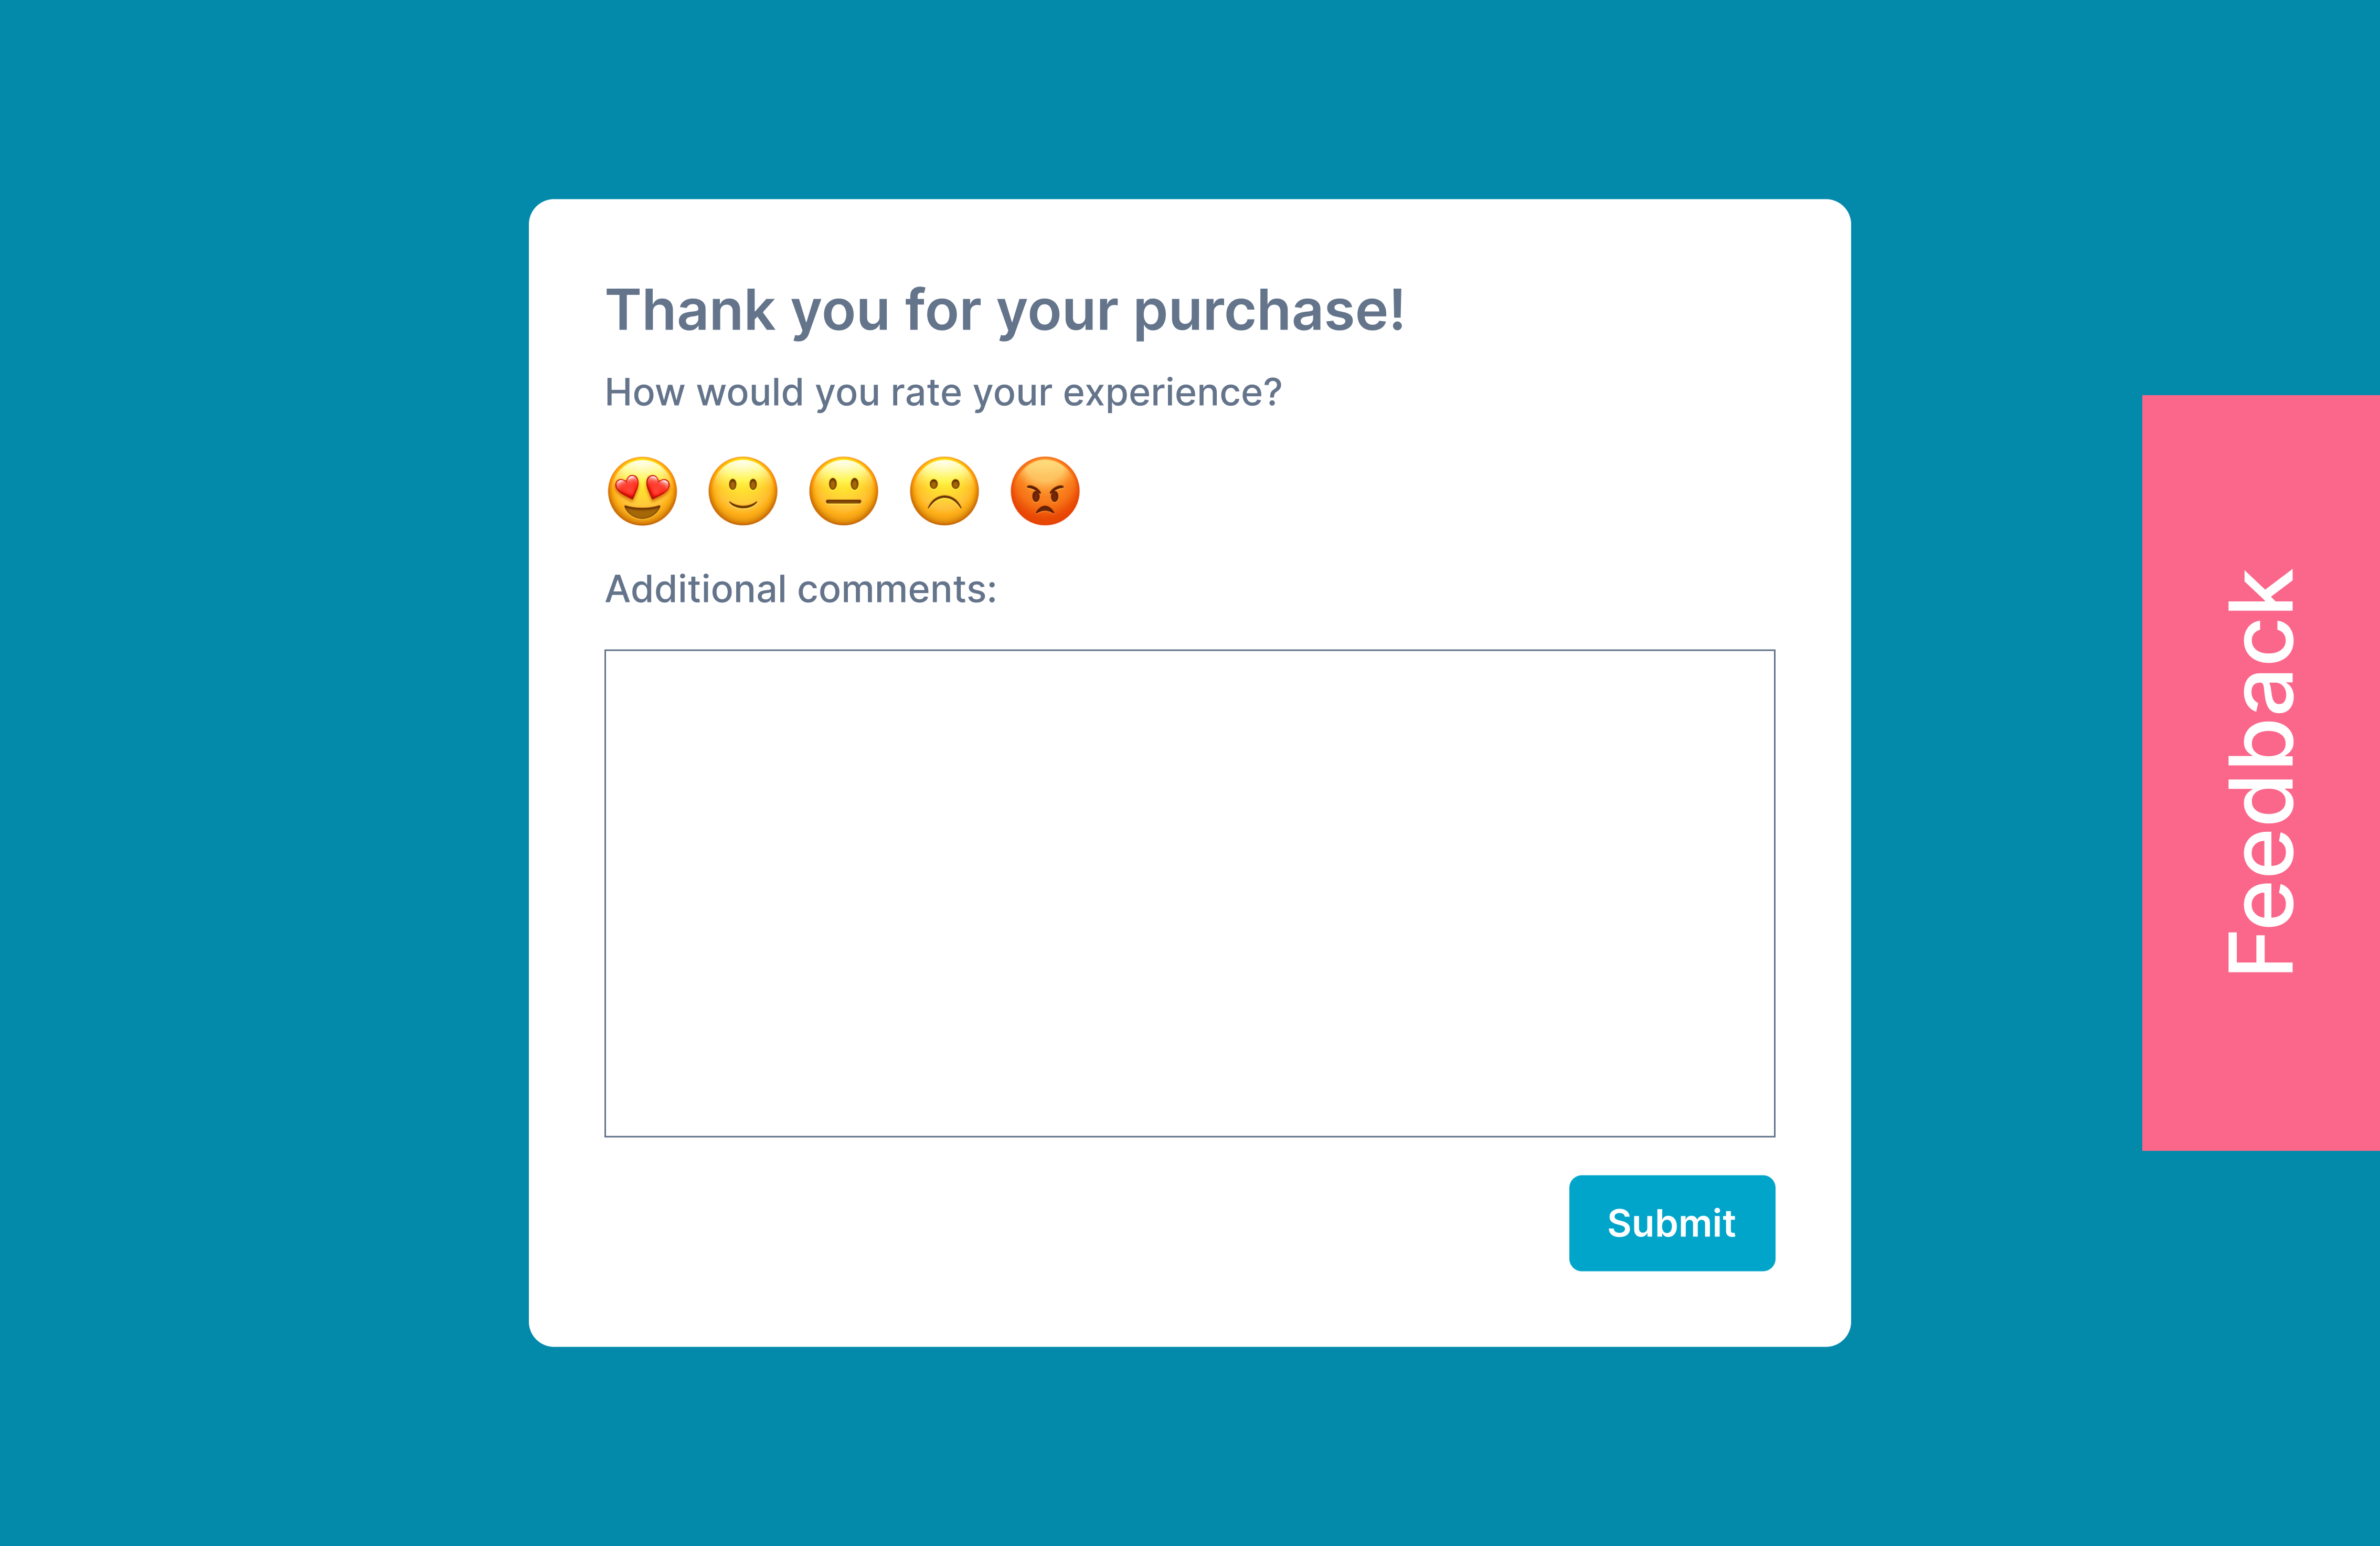 Thank you for your purchase!
How would you rate your experience?
Additional comments:
Submit
Feedback